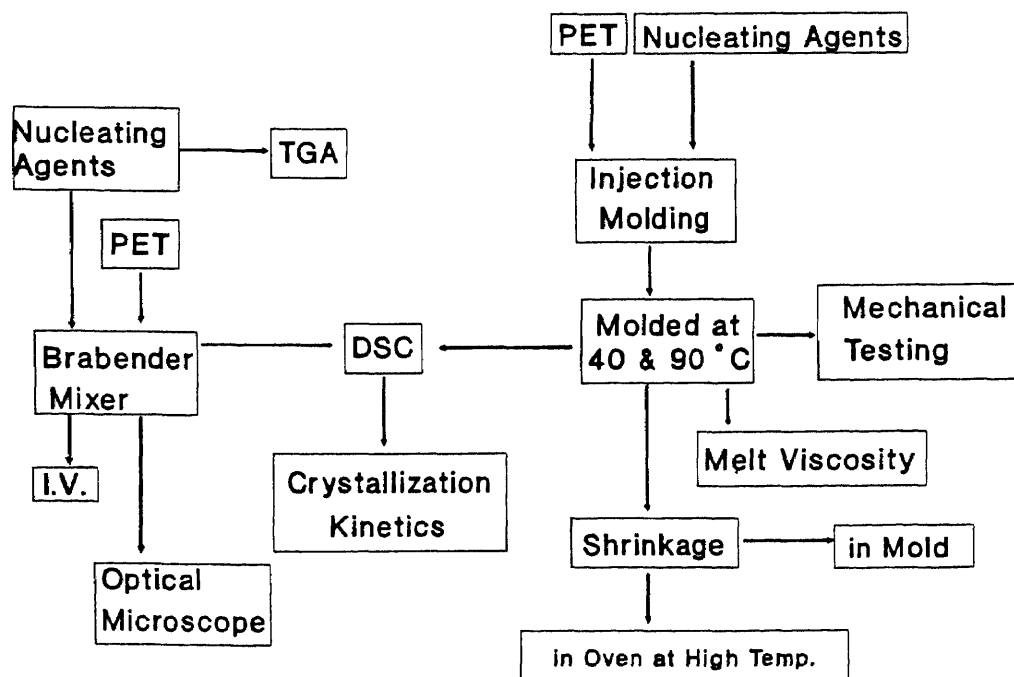 PET
Nucleating Agents
Nucleating
Agents
TGA
Injection
Molding
PET
Brabender
Mixer
DSC
Molded at
40 & 90 °C
Mechanical
Testing
I.V.
Crystallization
Kinetics
Melt Viscosity
Optical
Microscope
Shrinkage
in Mold
in Oven at High Temp.